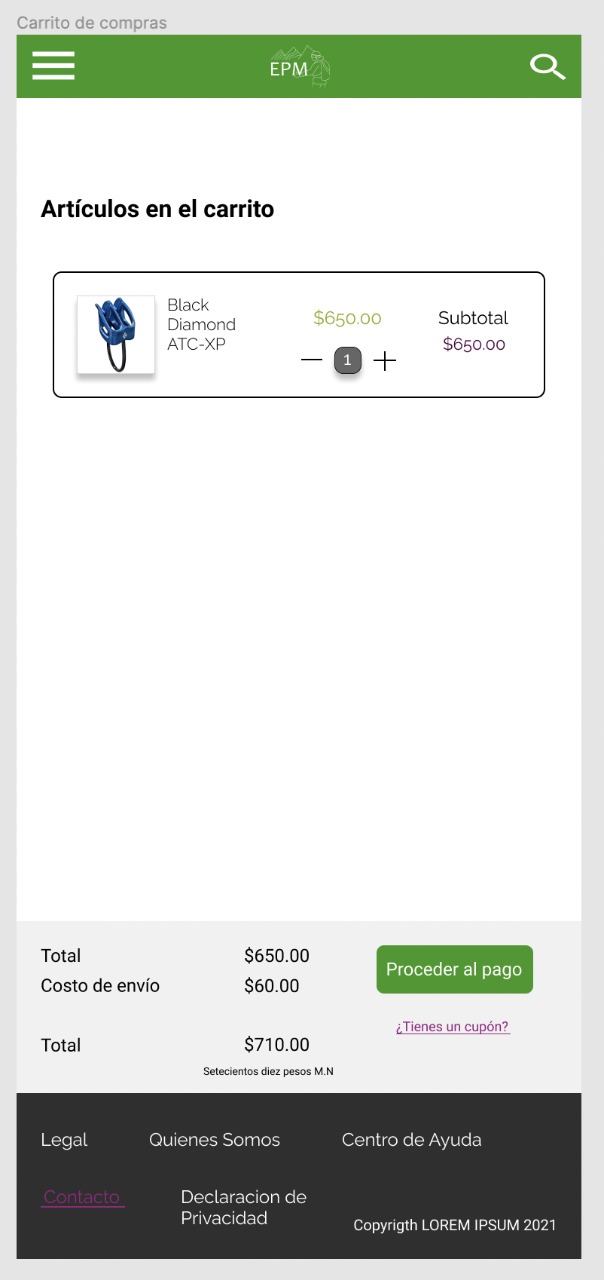 Carrito de compras
EPM
Artículos en el carrito
Black
Diamond
ATC-XP
$650.00
1
Subtotal
$650.00
Total $650.00
Costo de envío $60.00
Proceder al pago
¿Tienes un cupón?
Total $710.00
Setecientos diez pesos M.N
Legal Quienes Somos Centro de Ayuda
Contacto
Declaracion de
Privacidad
Copyrigth LOREM IPSUM 2021